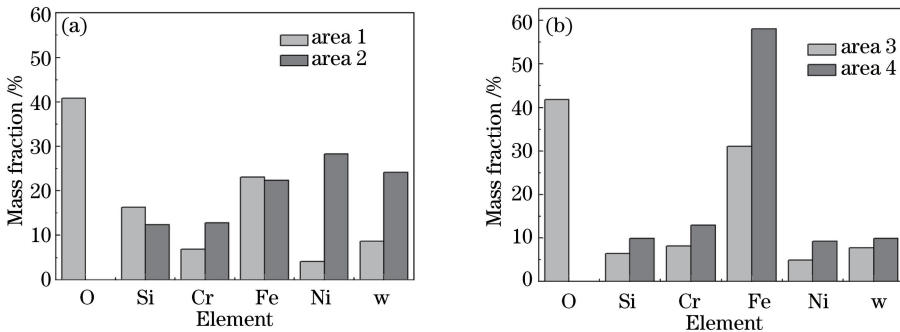 (a)
area 1
area 2
Mass fraction /%
60
50
40
30
20
10
0
O Si Cr Fe Ni w
Element
(b)
area 3
area 4
Mass fraction /%
60
50
40
30
20
10
0
O Si Cr Fe Ni w
Element